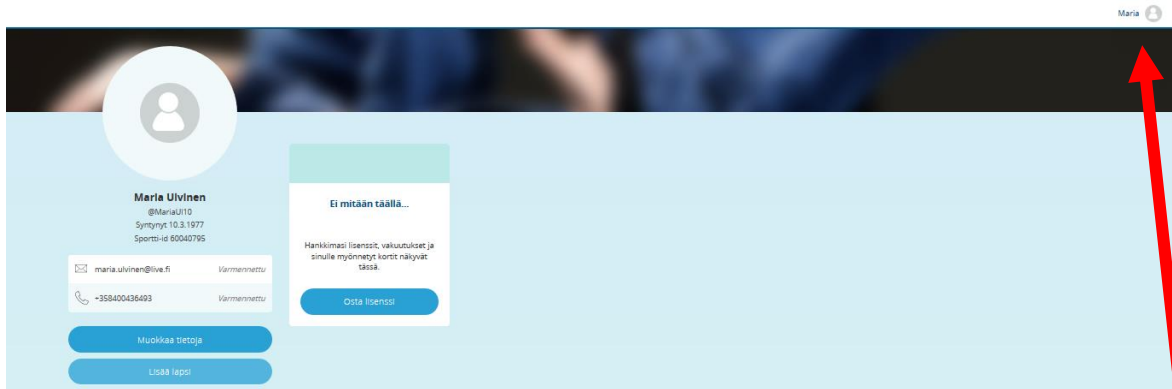 Maria
Maria Ulvinen
@MariaUl10
Syntynyt 10.3.1977
Sportti-id 60040795
maria.ulvinen@live.fi Varmennettu
+358400436493 Varmennettu
Muokkaa tietoja
Lisää lapsi
Ei mitään täällä...
Hankkimasi lisenssit, vakuutukset ja
sinulle myönnetyt kortit näkyvät
tässä.
Osta lisenssi